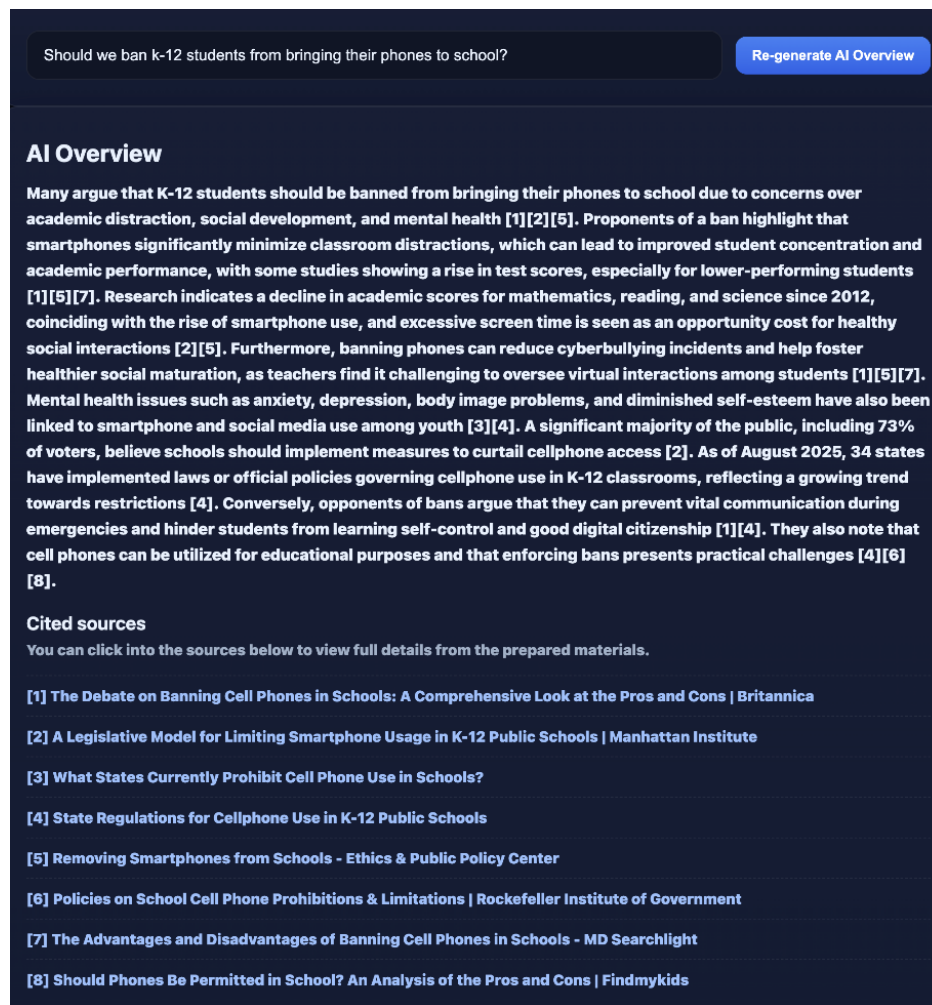 Should we ban k-12 students from bringing their phones to school?
Re-generate AI Overview
AI Overview
Many argue that K-12 students should be banned from bringing their phones to school due to concerns over
academic distraction, social development, and mental health [1][2][5]. Proponents of a ban highlight that
smartphones significantly minimize classroom distractions, which can lead to improved student concentration and
academic performance, with some studies showing a rise in test scores, especially for lower-performing students
[1][5][7]. Research indicates a decline in academic scores for mathematics, reading, and science since 2012,
coinciding with the rise of smartphone use, and excessive screen time is seen as an opportunity cost for healthy
social interactions [2][5]. Furthermore, banning phones can reduce cyberbullying incidents and help foster
healthier social maturation, as teachers find it challenging to oversee virtual interactions among students [1][5][7].
Mental health issues such as anxiety, depression, body image problems, and diminished self-esteem have also been
linked to smartphone and social media use among youth [3][4]. A significant majority of the public, including 73%
of voters, believe schools should implement measures to curtail cellphone access [2]. As of August 2025, 34 states
have implemented laws or official policies governing cellphone use in K-12 classrooms, reflecting a growing trend
towards restrictions [4]. Conversely, opponents of bans argue that they can prevent vital communication during
emergencies and hinder students from learning self-control and good digital citizenship [1][4]. They also note that
cell phones can be utilized for educational purposes and that enforcing bans presents practical challenges [4][6]
[8].
Cited sources
You can click into the sources below to view full details from the prepared materials.
[1] The Debate on Banning Cell Phones in Schools: A Comprehensive Look at the Pros and Cons | Britannica
[2] A Legislative Model for Limiting Smartphone Usage in K-12 Public Schools | Manhattan Institute
[3] What States Currently Prohibit Cell Phone Use in Schools?
[4] State Regulations for Cellphone Use in K-12 Public Schools
[5] Removing Smartphones from Schools - Ethics & Public Policy Center
[6] Policies on School Cell Phone Prohibitions & Limitations | Rockefeller Institute of Government
[7] The Advantages and Disadvantages of Banning Cell Phones in Schools - MD Searchlight
[8] Should Phones Be Permitted in School? An Analysis of the Pros and Cons | Findmykids